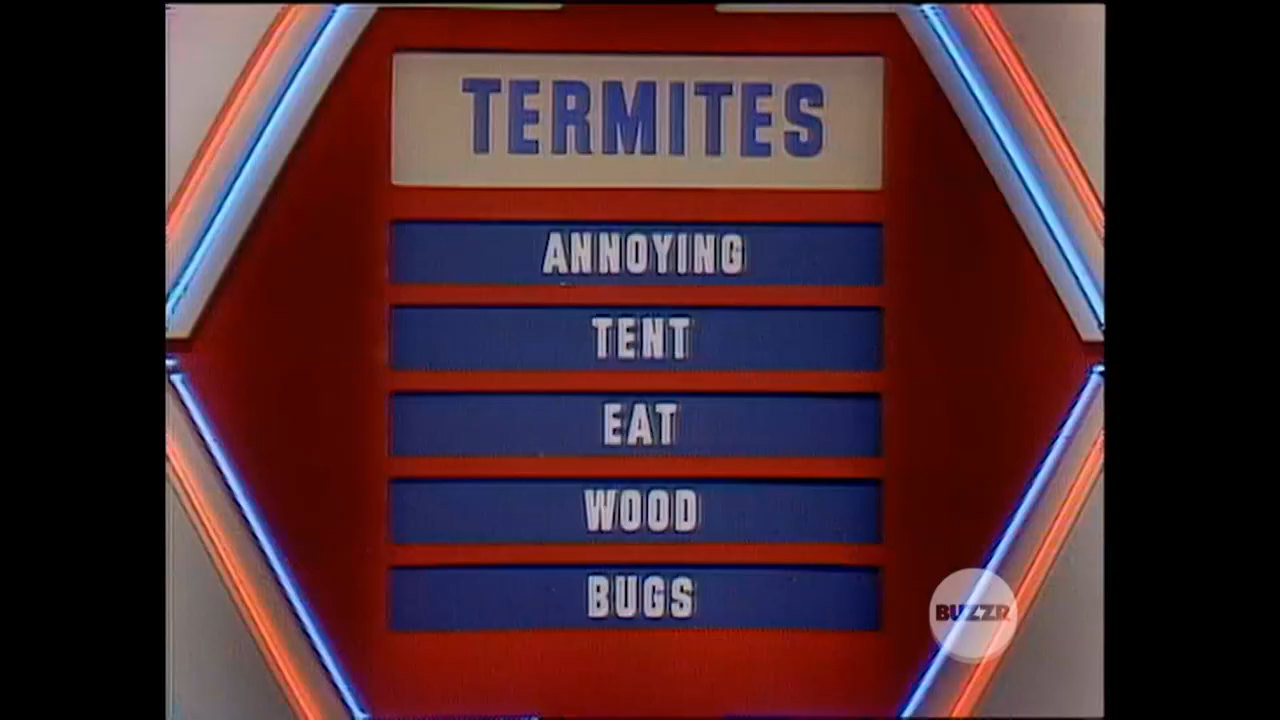 TERMITES
ANNOYING
TENT
EAT
WOOD
BUGS
BUZZR